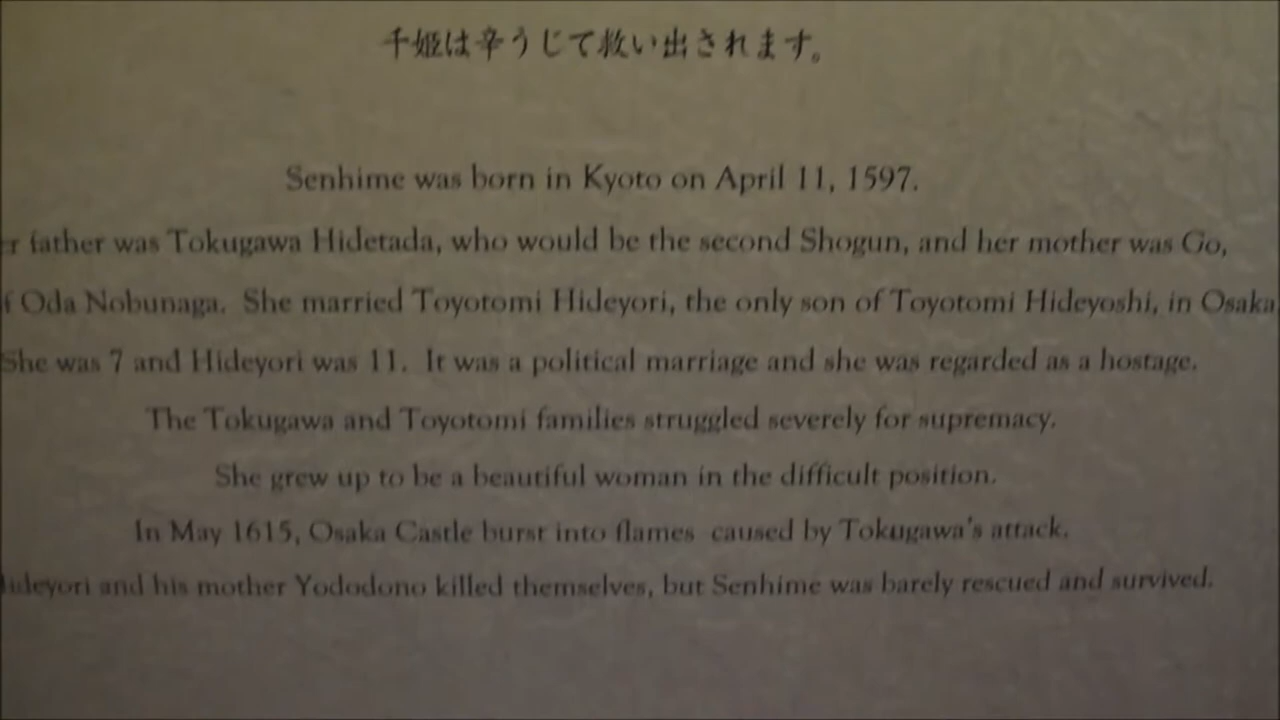 千姫は辛うじて救い出されます。
Senhime was born in Kyoto on April 11, 1597.
er father was Tokugawa Hidetada, who would be the second Shogun, and her mother was Go,
f Oda Nobunaga. She married Toyotomi Hideyori, the only son of Toyotomi Hideyoshi, in Osaka
She was 7 and Hideyori was 11. It was a political marriage and she was regarded as a hostage.
The Tokugawa and Toyotomi families struggled severely for supremacy.
She grew up to be a beautiful woman in the difficult position.
In May 1615, Osaka Castle burst into flames caused by Tokugawa's attack.
Hideyori and his mother Yododono killed themselves, but Senhime was barely rescued and survived.